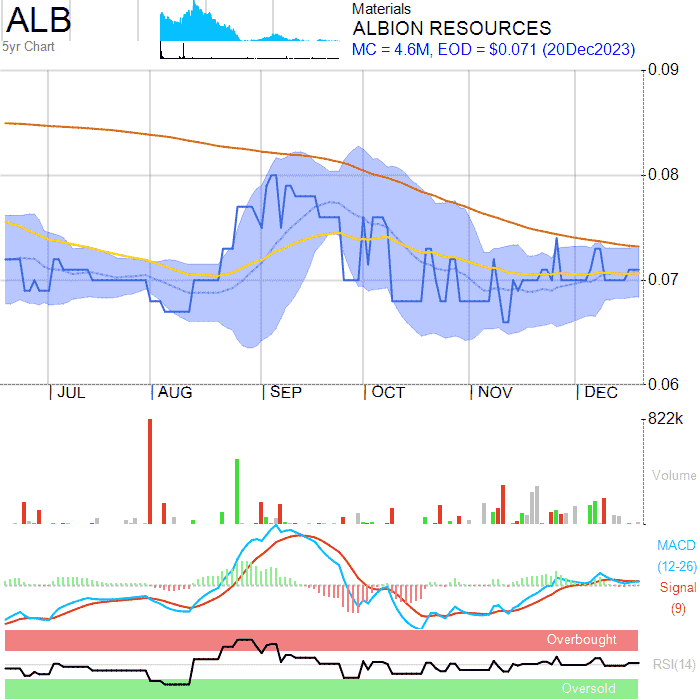 ALB
5yr Chart
Materials
ALBION RESOURCES
MC = 4.6M, EOD = $0.071 (20Dec2023)
0.09
0.08
0.07
0.06
JUL AUG SEP OCT NOV DEC
822k
Volume
MACD
(12-26)
Signal
(9)
Overbought
RSI(14)
Oversold